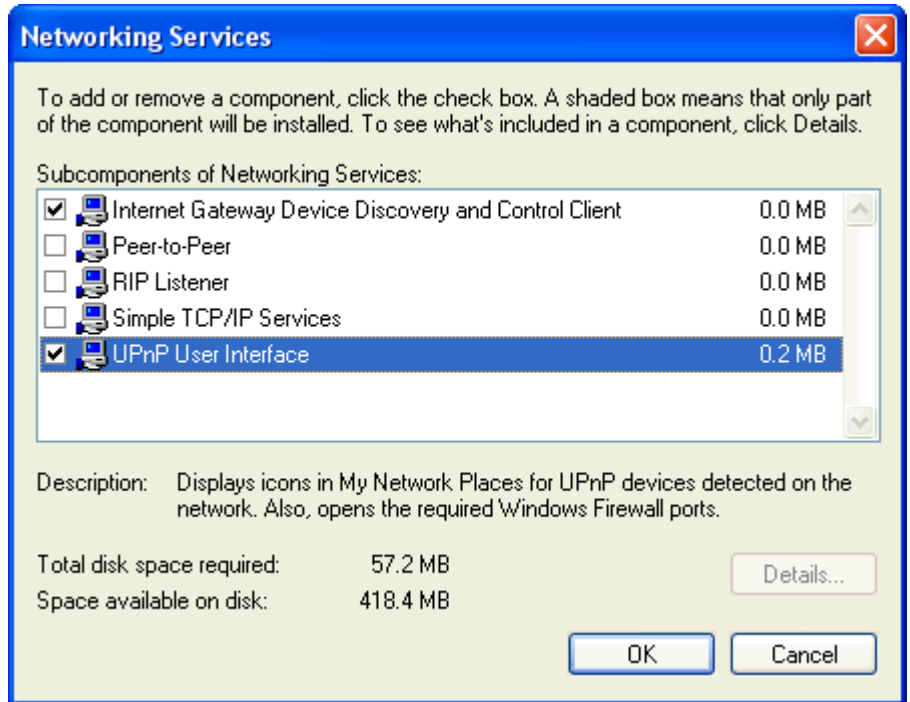 Networking Services
To add or remove a component, click the check box. A shaded box means that only part
of the component will be installed. To see what's included in a component, click Details.
Subcomponents of Networking Services:
Internet Gateway Device Discovery and Control Client 0.0 MB
Peer-to-Peer 0.0 MB
RIP Listener 0.0 MB
Simple TCP/IP Services 0.0 MB
UPnP User Interface 0.2 MB
Description: Displays icons in My Network Places for UPnP devices detected on the
network. Also, opens the required Windows Firewall ports.
Total disk space required: 57.2 MB
Space available on disk: 418.4 MB
Details...
OK Cancel